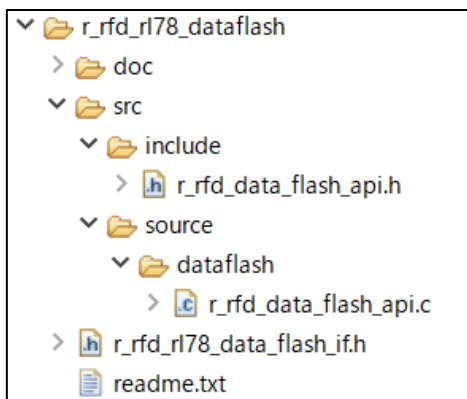 r_rfd_rl78_dataflash
doc
src
include
r_rfd_data_flash_api.h
source
dataflash
r_rfd_data_flash_api.c
r_rfd_rl78_data_flash_if.h
readme.txt